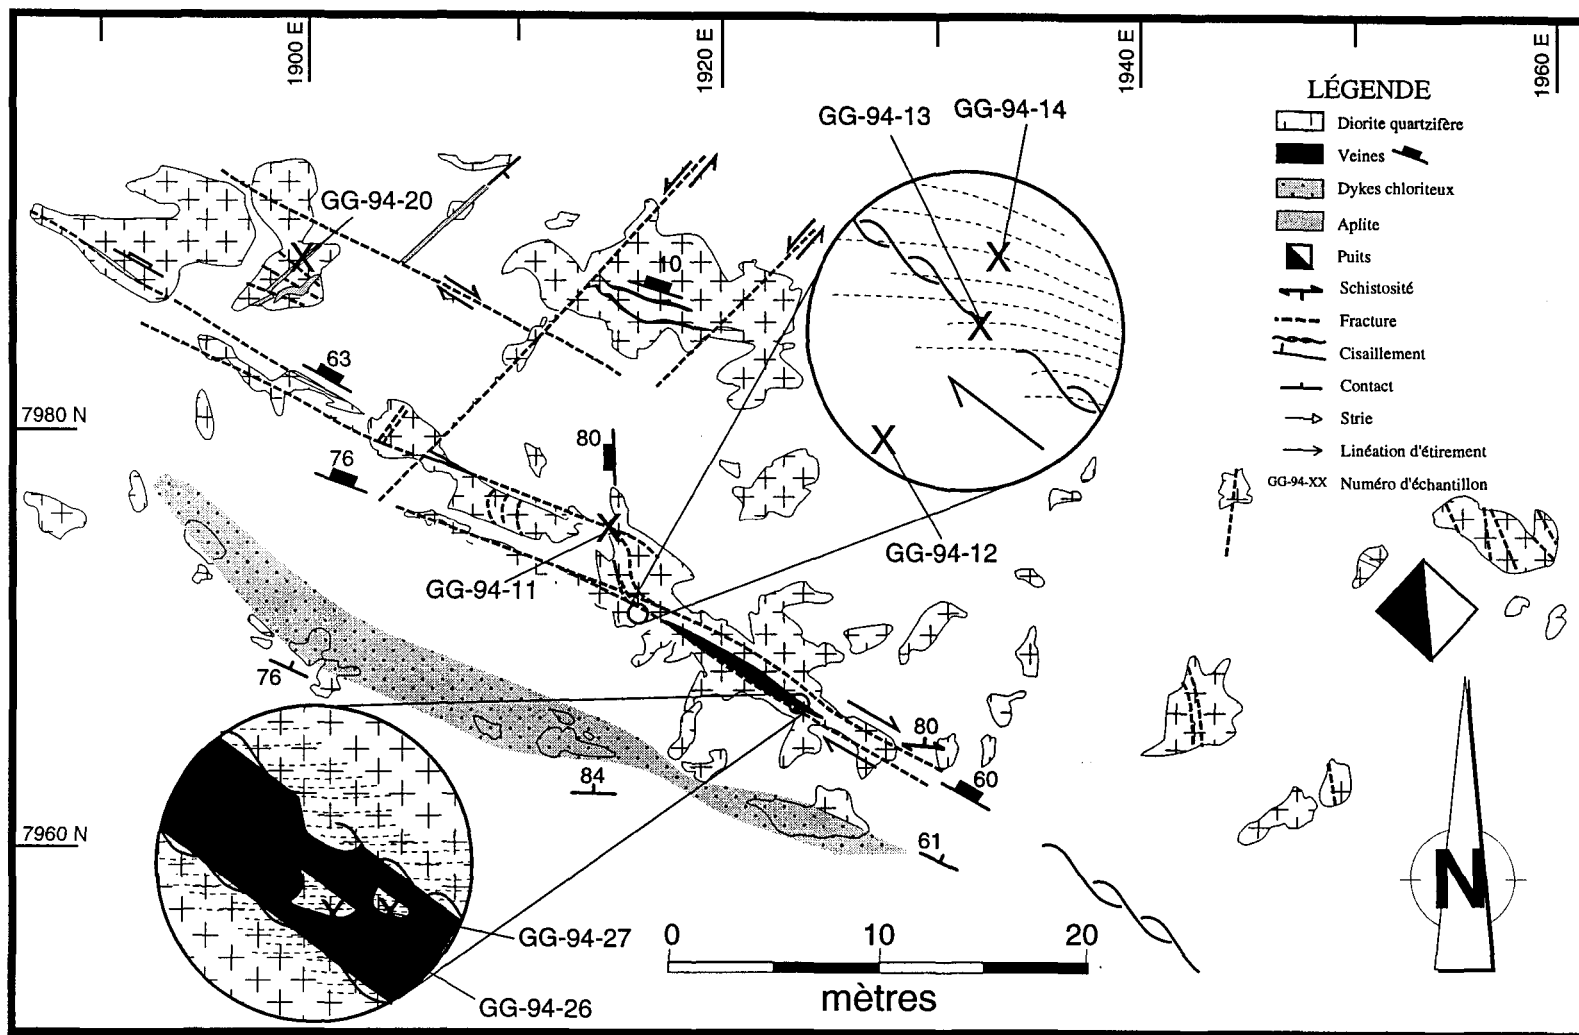 1900 E
1920 E
1940 E
1960 E
LÉGENDE
Diorite quartzifère
Veines
Dykes chloriteux
Aplite
Puits
Schistosité
Fracture
Cisaillement
Contact
Strie
Linéation d'étirement
GG-94-XX Numéro d'échantillon
GG-94-13
GG-94-14
GG-94-20
10
63
7980 N
80
76
GG-94-12
GG-94-11
76
80
84
60
7960 N
61
N
GG-94-27
GG-94-26
0 10 20
mètres